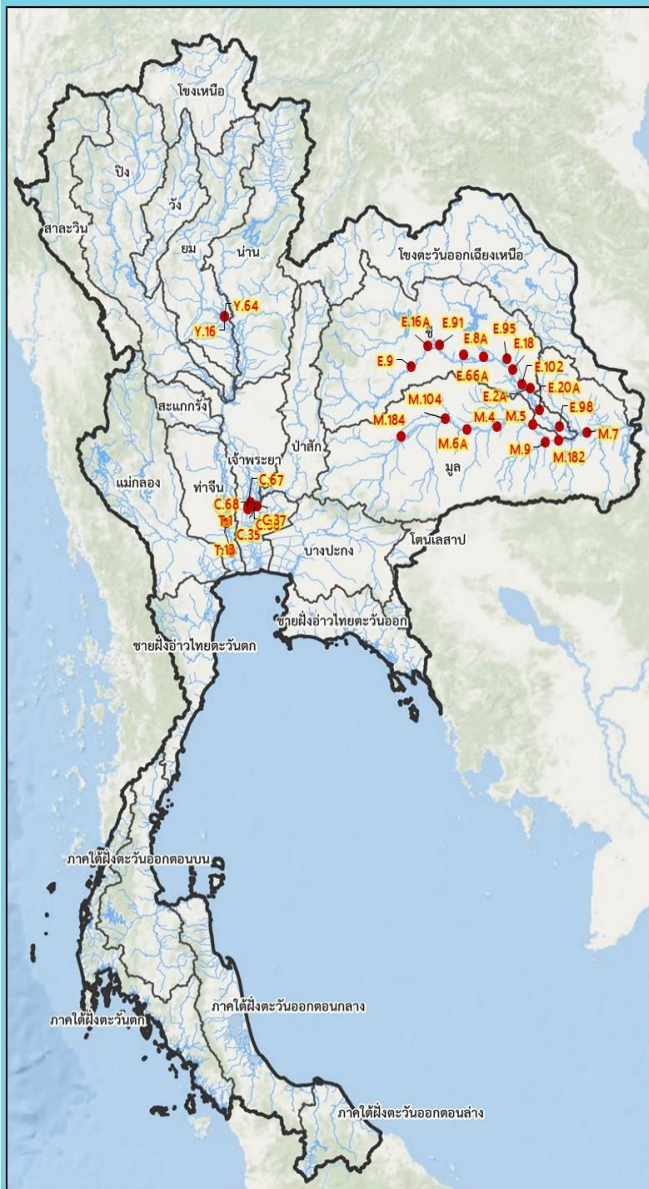 โขงเหนือ
ปิง
วัง
สาละวิน
ยม
น่าน
โขงตะวันออกเฉียงเหนือ
Y.64
Y.16
E.16A
ชี
E.91
E.8A
E.95
E.18
E.9
E.66A
E.102
E.2A
E.20A
สะแกกรัง
M.104
M.184
M.4
M.5
E.98
M.7
M.6A
M.9
M.182
ป่าสัก
มูล
แม่กลอง
ท่าจีน
เจ้าพระยา
C.67
C.68
C.37
C.35
T.1
T.13
บางปะกง
โตนเลสาป
ชายฝั่งอ่าวไทยตะวันออก
ชายฝั่งอ่าวไทยตะวันตก
ภาคใต้ฝั่งตะวันออกตอนบน
ภาคใต้ฝั่งตะวันออกตอนกลาง
ภาคใต้ฝั่งตะวันตก
ภาคใต้ฝั่งตะวันออกตอนล่าง